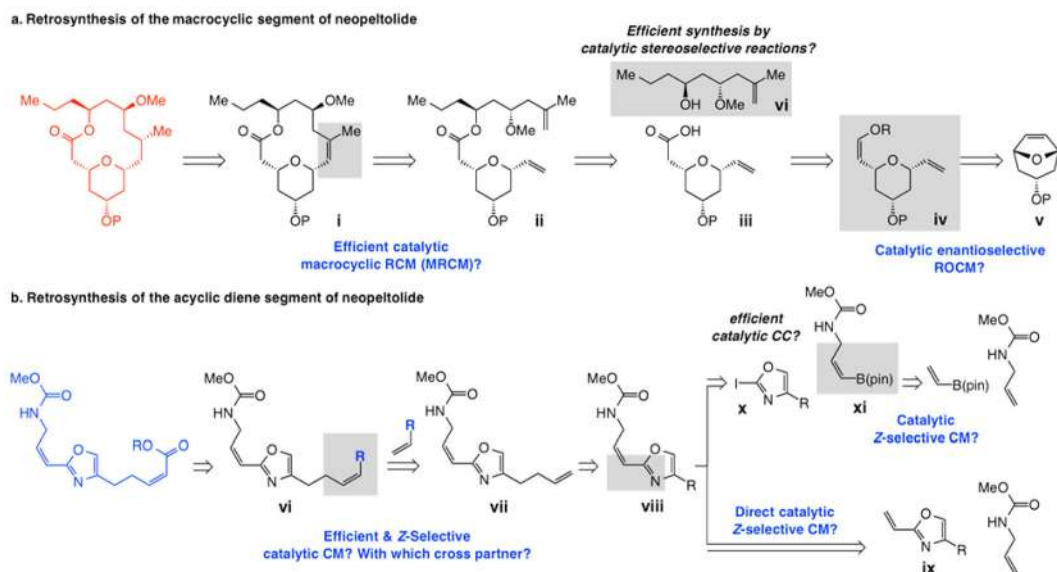 a. Retrosynthesis of the macrocyclic segment of neopeltolide
Efficient synthesis by
catalytic stereoselective reactions?
Me
OMe
Me
O
O
O
OP
Me
OMe
Me
O
O
O
OP
i
Me
Me
OMe
O
O
O
OP
ii
Me
Me
OH
OMe
vi
O
OH
O
OP
iii
OR
O
OP
iv
O
OP
v
Efficient catalytic
macrocyclic RCM (MRCM)?
Catalytic enantioselective
ROCM?
b. Retrosynthesis of the acyclic diene segment of neopeltolide
MeO
O
HN
RO
O
O
N
MeO
O
HN
O
N
R
vi
R
MeO
O
HN
O
N
vii
MeO
O
HN
O
N
R
viii
efficient
catalytic CC?
I
O
N
R
x
MeO
O
HN
B(pin)
xi
B(pin)
MeO
O
HN
Catalytic
Z-selective CM?
Direct catalytic
Z-selective CM?
O
N
R
ix
MeO
O
HN
Efficient & Z-Selective
catalytic CM? With which cross partner?